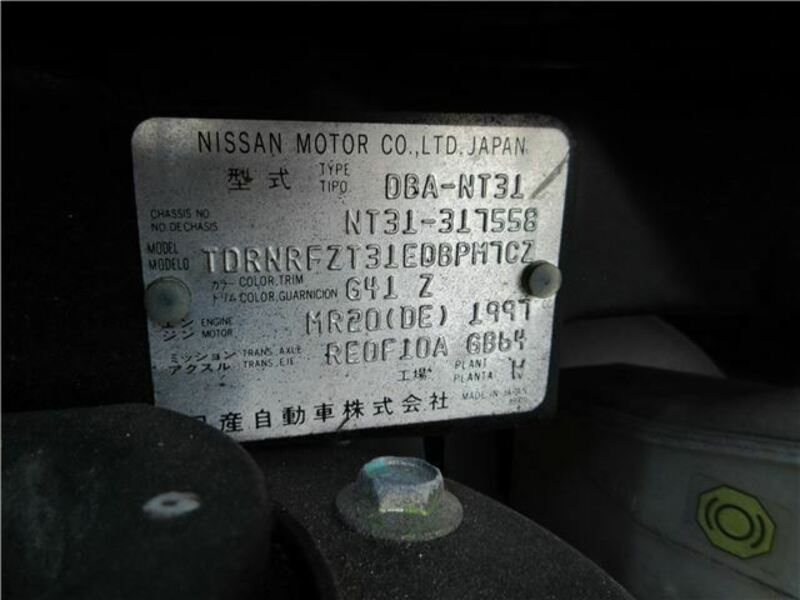 NISSAN MOTOR CO.,LTD. JAPAN
型式 TYPE TIPO DBA-NT31
CHASSIS NO. NO. DE CHASIS NT31-317558
MODEL MODELO TDRNRFZT31EDBPM7CZ
カラー COLOR, TRIM
トリム COLOR, GUARNICION G41 Z
エンジン ENGINE MOTOR MR20(DE) 1997
ミッション TRANS. AXLE
アクスル TRANS. EJE RE0F10A GB64
工場 PLANT PLANTA
日産自動車株式会社 MADE IN JAPAN